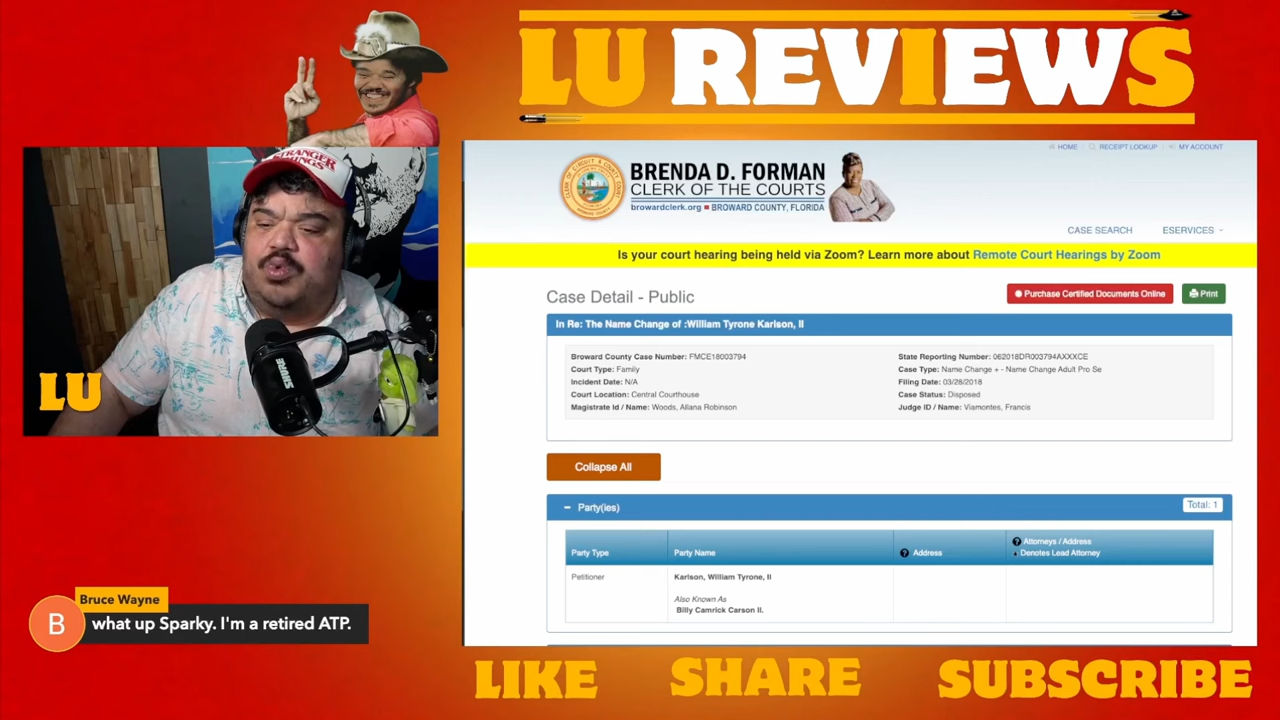 LU REVIEWS
STRANGER
THINGS
SHURE
LU
HOME
RECEIPT LOOKUP
MY ACCOUNT
BRENDA D. FORMAN
CLERK OF THE COURTS
browardclerk.org ■ BROWARD COUNTY, FLORIDA
CASE SEARCH
ESERVICES
Is your court hearing being held via Zoom? Learn more about Remote Court Hearings by Zoom
Case Detail - Public
Purchase Certified Documents Online
Print
In Re: The Name Change of :William Tyrone Karlson, II
Broward County Case Number: FMCE18003794
State Reporting Number: 062018DR003794AXXXCE
Court Type: Family
Case Type: Name Change + - Name Change Adult Pro Se
Incident Date: N/A
Filing Date: 03/28/2018
Court Location: Central Courthouse
Case Status: Disposed
Magistrate Id / Name: Woods, Allana Robinson
Judge ID / Name: Viamontes, Francis
Collapse All
− Party(ies)
Total: 1
Party Type
Party Name
Address
Attorneys / Address
Denotes Lead Attorney
Petitioner
Karlson, William Tyrone, II
Also Known As
Billy Camrick Carson II.
Bruce Wayne
B
what up Sparky. I'm a retired ATP.
LIKE SHARE SUBSCRIBE